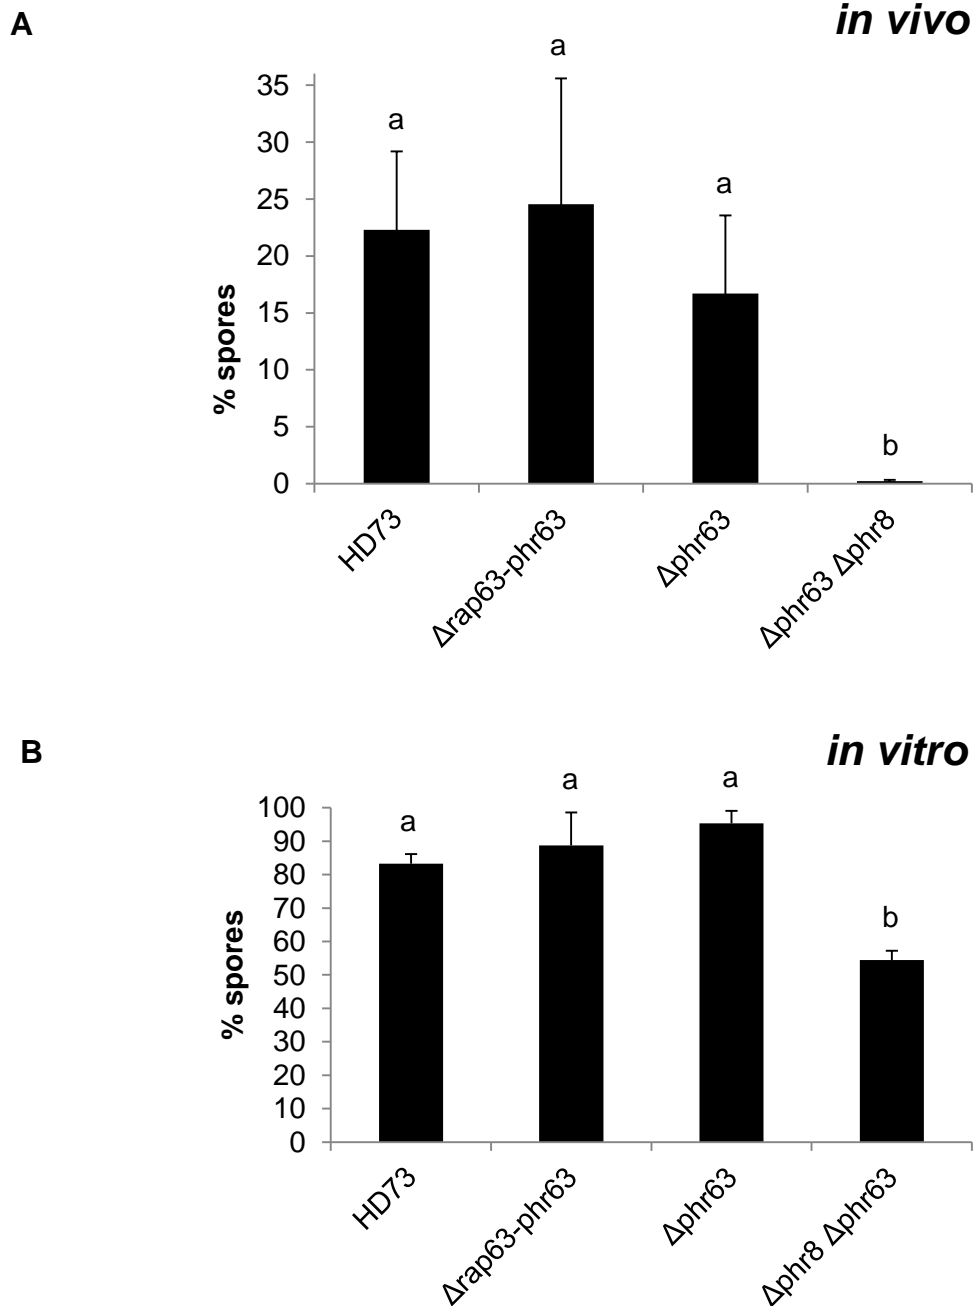 A
in vivo
a
a
a
b
35
30
25
20
15
10
5
0
% spores
HD73
Δrap63-phr63
Δphr63
Δphr63 Δphr8
B
in vitro
a
a
a
b
100
90
80
70
60
50
40
30
20
10
0
% spores
HD73
Δrap63-phr63
Δphr63
Δphr8 Δphr63